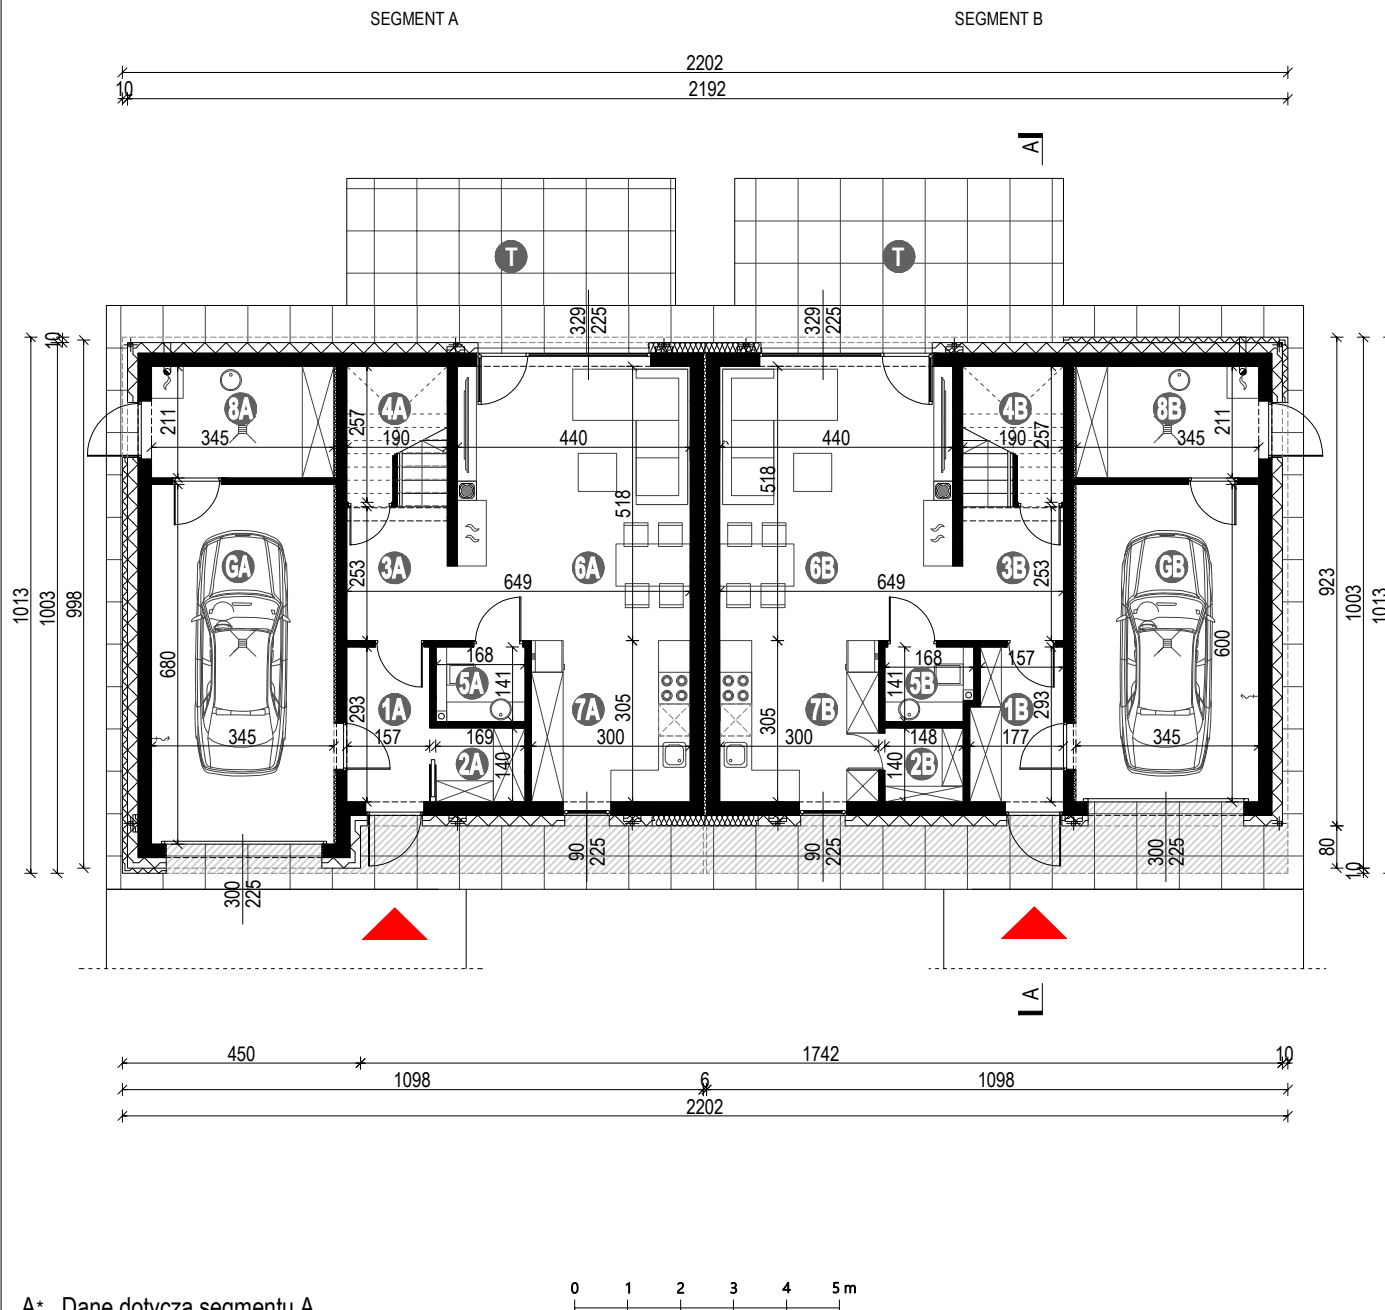 SEGMENT A SEGMENT B
2202
10 2192
A
T T
329 225 329 225
10 10
1013 1003 998
8A 4A 4B 8B
211 345 257 190 440 440 190 257 345 211
518 518
GA 3A 6A 6B 3B GB
253 649 649 253
923 1003 1013
680 600
168 141 5A 168 141 5B 157
1A 293 7A 305 305 7B 1B 293
345 157 169 300 300 148 177 345
2A 140 140 2B
300 225 90 225 90 225 300 225
80 10
A
450 1742 10
1098 6 1098
2202
0 1 2 3 4 5 m
A* Dane dotyczą segmentu A